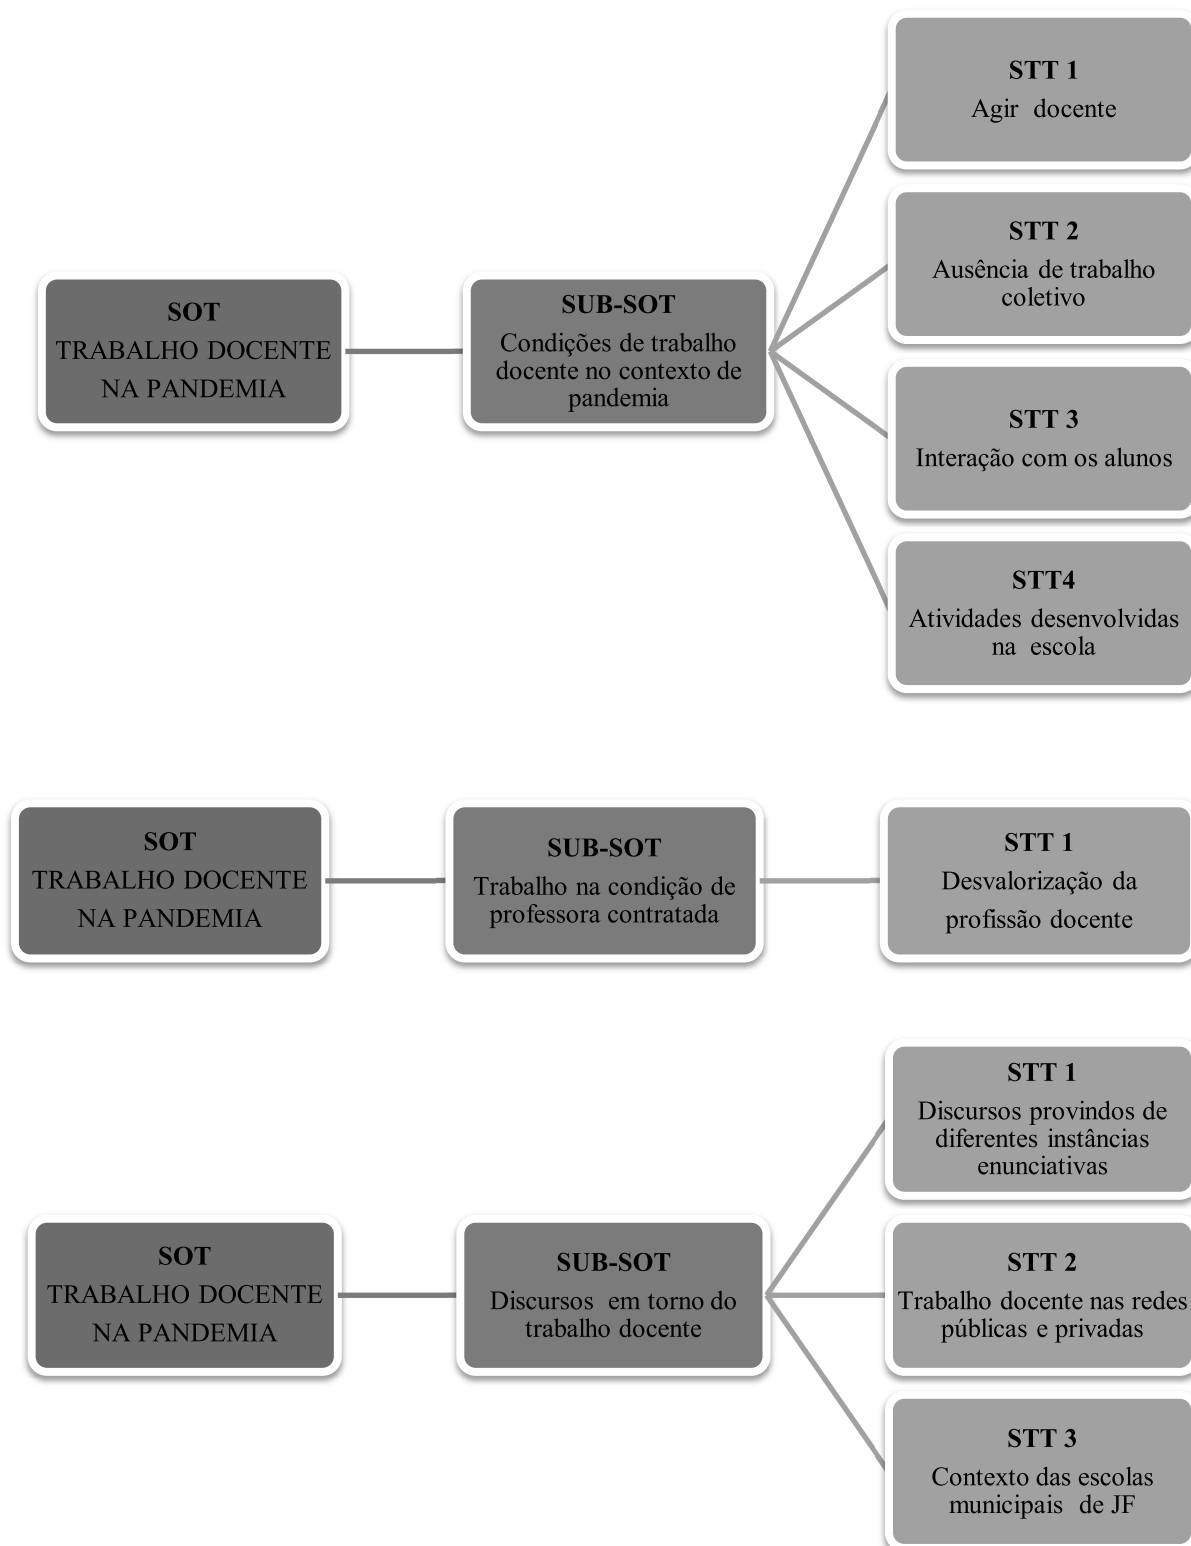 SOT
TRABALHO DOCENTE
NA PANDEMIA
SUB-SOT
Condições de trabalho
docente no contexto de
pandemia
STT 1
Agir docente
STT 2
Ausência de trabalho
coletivo
STT 3
Interação com os alunos
STT4
Atividades desenvolvidas
na escola
SOT
TRABALHO DOCENTE
NA PANDEMIA
SUB-SOT
Trabalho na condição de
professora contratada
STT 1
Desvalorização da
profissão docente
SOT
TRABALHO DOCENTE
NA PANDEMIA
SUB-SOT
Discursos em torno do
trabalho docente
STT 1
Discursos provindos de
diferentes instâncias
enunciativas
STT 2
Trabalho docente nas redes
públicas e privadas
STT 3
Contexto das escolas
municipais de JF